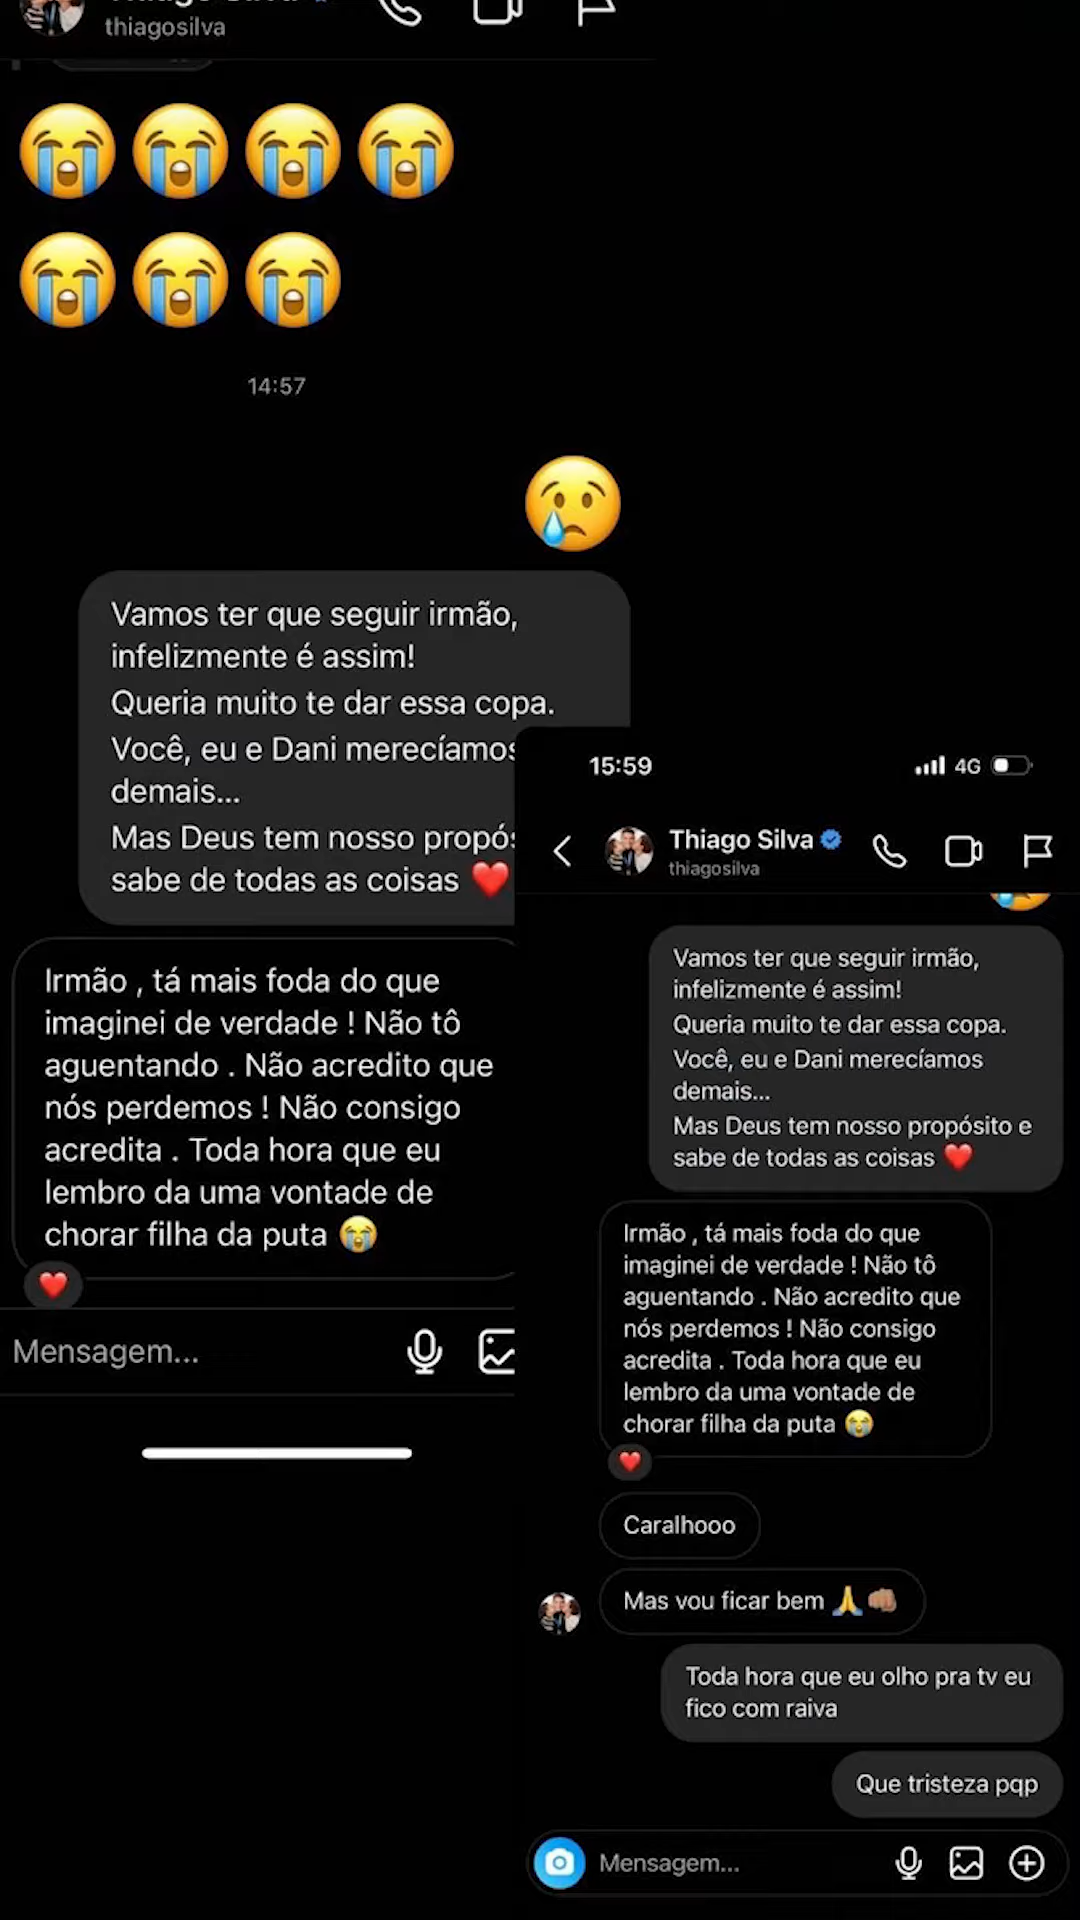 thiagosilva
14:57
Vamos ter que seguir irmão,
infelizmente é assim!
Queria muito te dar essa copa.
Você, eu e Dani merecíamos
demais...
Mas Deus tem nosso
sabe de todas as coisas ❤️
Irmão , tá mais foda do que
imaginei de verdade ! Não tô
aguentando . Não acredito que
nós perdemos ! Não consigo
acredita . Toda hora que eu
lembro da uma vontade de
chorar filha da puta 😭
Mensagem...
15:59
4G
Thiago Silva
thiagosilva
Vamos ter que seguir irmão,
infelizmente é assim!
Queria muito te dar essa copa.
Você, eu e Dani merecíamos
demais...
Mas Deus tem nosso propósito e
sabe de todas as coisas ❤️
Irmão , tá mais foda do que
imaginei de verdade ! Não tô
aguentando . Não acredito que
nós perdemos ! Não consigo
acredita . Toda hora que eu
lembro da uma vontade de
chorar filha da puta 😭
Caralhooo
Mas vou ficar bem 🙏👊🏽
Toda hora que eu olho pra tv eu
fico com raiva
Que tristeza pqp
Mensagem...